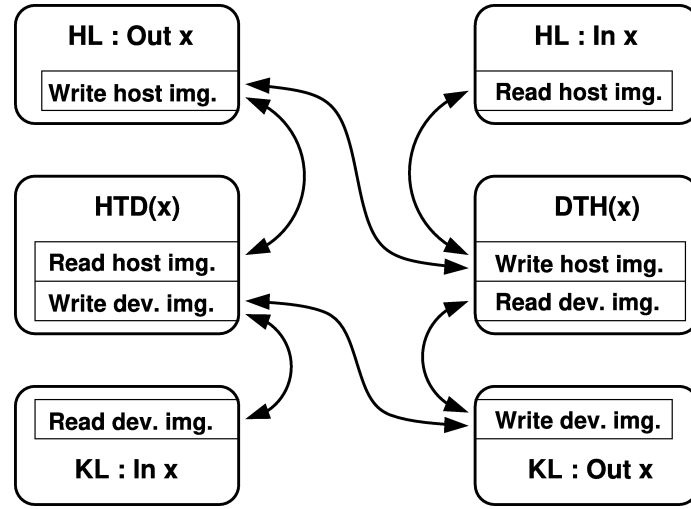 HL : Out x
Write host img.
HL : In x
Read host img.
HTD(x)
Read host img.
Write dev. img.
DTH(x)
Write host img.
Read dev. img.
Read dev. img.
KL : In x
Write dev. img.
KL : Out x